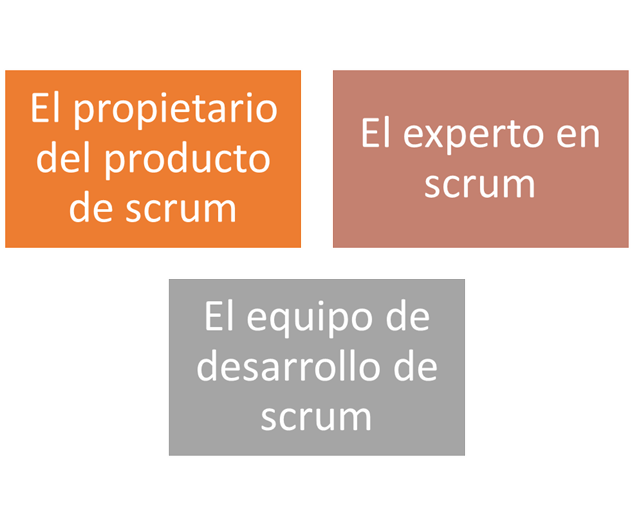 El propietario
del producto
de scrum
El experto en
scrum
El equipo de
desarrollo de
scrum